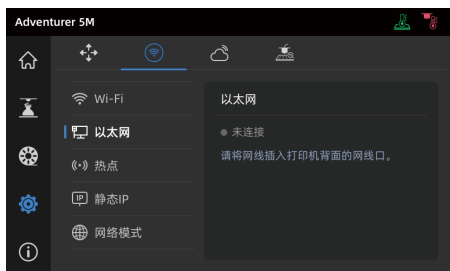 Adventurer 5M
Wi-Fi
以太网
热点
IP
静态IP
网络模式
以太网
未连接
请将网线插入打印机背面的网线口。